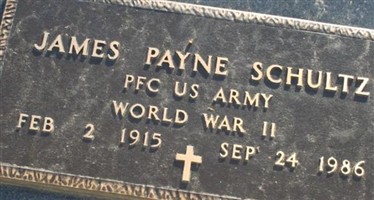 JAMES PAYNE SCHULTZ
PFC US ARMY
WORLD WAR II
FEB 2 1915 SEP 24 1986